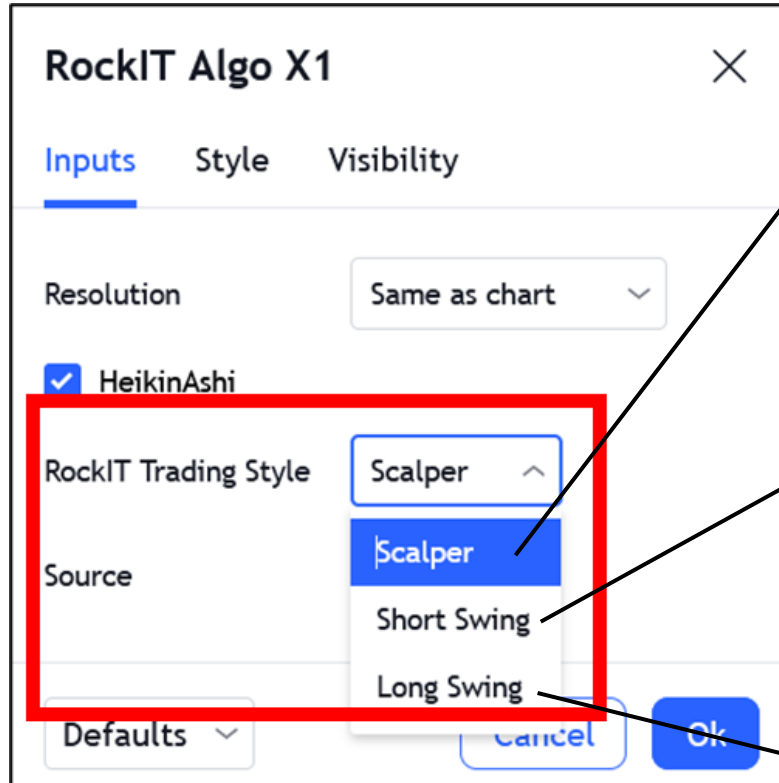 RockIT Algo X1
Inputs Style Visibility
Resolution Same as chart
HeikinAshi
RockIT Trading Style Scalper
Scalper
Source
Short Swing
Long Swing
Defaults Cancel Ok